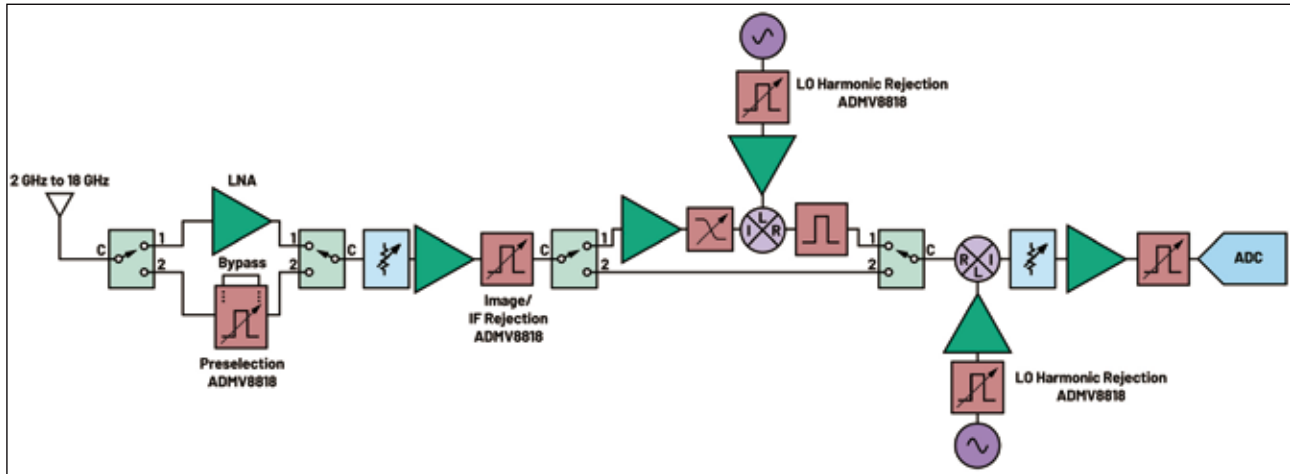 LO Harmonic Rejection
ADMV8818
2 GHz to 18 GHz
LNA
C
1
2
Bypass
Preselection
ADMV8818
1
2
C
Image/
IF Rejection
ADMV8818
C
1
2
L
I
R
1
2
C
R
I
L
ADC
LO Harmonic Rejection
ADMV8818